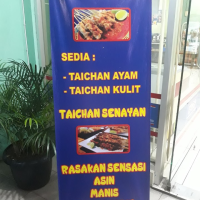 SEDIA :
- TAICHAN AYAM
- TAICHAN KULIT
TAICHAN SENAYAN
RASAKAN SENSASI
ASIN
MANIS